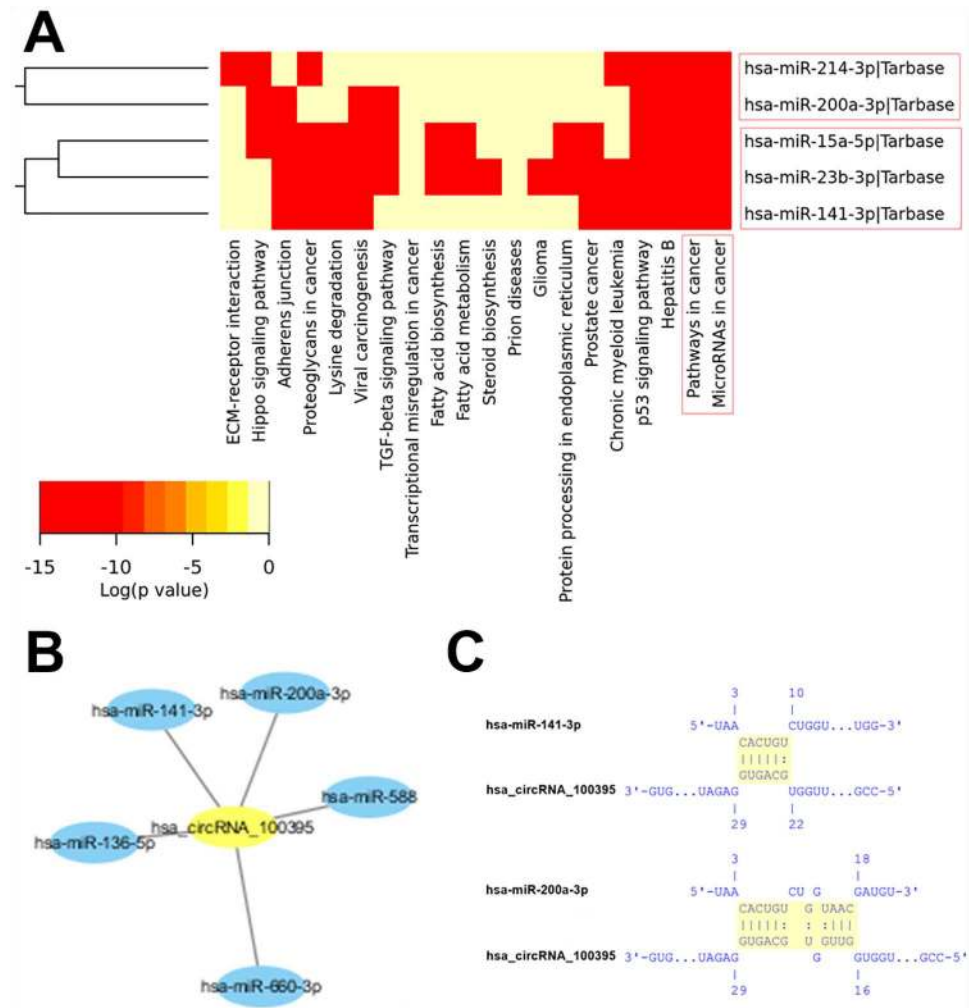 A
hsa-miR-214-3p|Tarbase
hsa-miR-200a-3p|Tarbase
hsa-miR-15a-5p|Tarbase
hsa-miR-23b-3p|Tarbase
hsa-miR-141-3p|Tarbase
ECM-receptor interaction
Hippo signaling pathway
Adherens junction
Proteoglycans in cancer
Lysine degradation
Viral carcinogenesis
TGF-beta signaling pathway
Transcriptional misregulation in cancer
Fatty acid biosynthesis
Fatty acid metabolism
Steroid biosynthesis
Prion diseases
Glioma
Protein processing in endoplasmic reticulum
Prostate cancer
Chronic myeloid leukemia
p53 signaling pathway
Hepatitis B
Pathways in cancer
MicroRNAs in cancer
-15 -10 -5 0
Log(p value)
B
hsa-miR-200a-3p
hsa-miR-141-3p
hsa-miR-588
hsa_circRNA_100395
hsa-miR-136-5p
hsa-miR-660-3p
C
3 10
| |
hsa-miR-141-3p 5'-UAA CUGGU...UGG-3'
CACUGU
|||||:
GUGACG
hsa_circRNA_100395 3'-GUG...UAGAG UGGUU...GCC-5'
| |
29 22
3 18
| |
hsa-miR-200a-3p 5'-UAA CU G GAUGU-3'
CACUGU G UAAC
|||||: : :|||
GUGACG U GUUG
hsa_circRNA_100395 3'-GUG...UAGAG G GUGGU...GCC-5'
| |
29 16